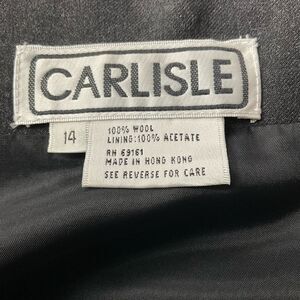 CARLISLE
14
100% WOOL
LINING:100% ACETATE
RN 69161
MADE IN HONG KONG
SEE REVERSE FOR CARE